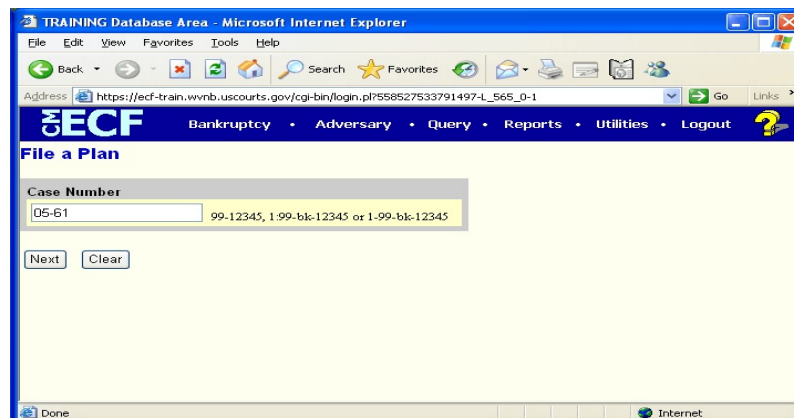 TRAINING Database Area - Microsoft Internet Explorer
File Edit View Favorites Tools Help
Back Search Favorites
Address https://ecf-train.wvnb.uscourts.gov/cgi-bin/login.pl?558527533791497-L_565_0-1 Go Links »
CM ECF Bankruptcy • Adversary • Query • Reports • Utilities • Logout ?
File a Plan
Case Number
05-61 99-12345, 1:99-bk-12345 or 1-99-bk-12345
Next Clear
Done Internet